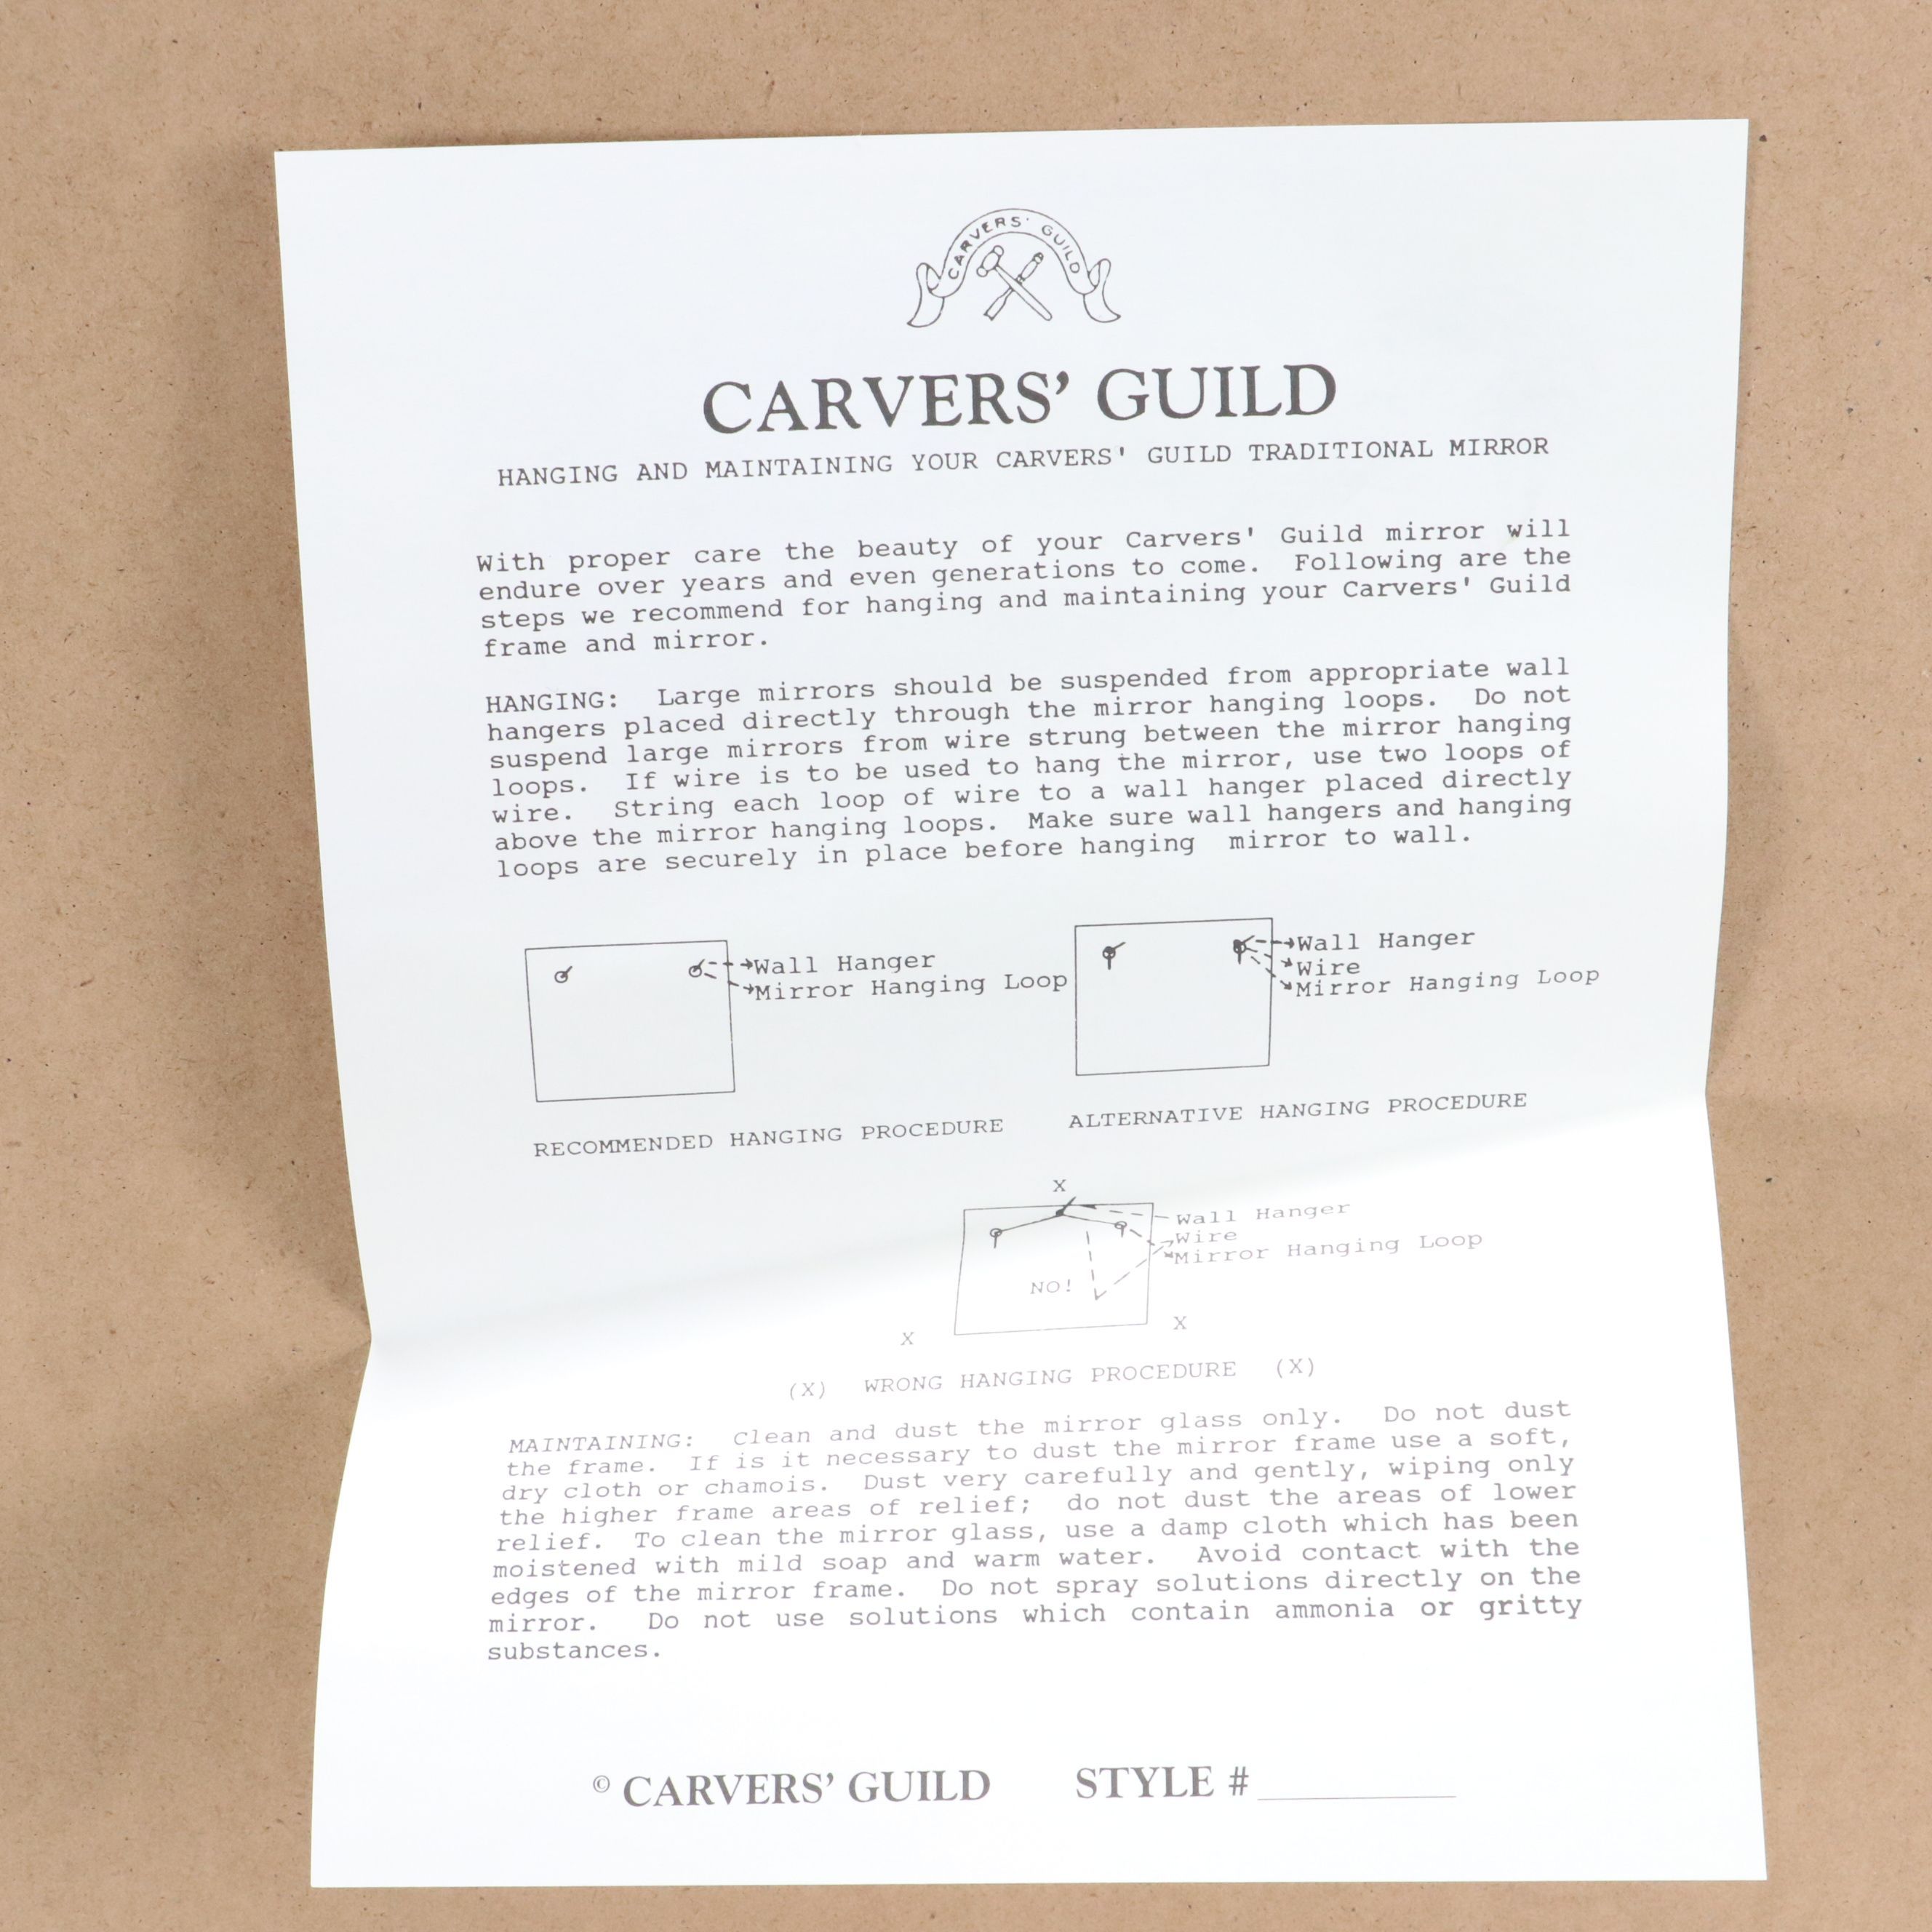 CARVERS' GUILD
CARVERS' GUILD
HANGING AND MAINTAINING YOUR CARVERS' GUILD TRADITIONAL MIRROR
With proper care the beauty of your Carvers' Guild mirror will
endure over years and even generations to come. Following are the
steps we recommend for hanging and maintaining your Carvers' Guild
frame and mirror.
HANGING: Large mirrors should be suspended from appropriate wall
hangers placed directly through the mirror hanging loops. Do not
suspend large mirrors from wire strung between the mirror hanging
loops. If wire is to be used to hang the mirror, use two loops of
wire. String each loop of wire to a wall hanger placed directly
above the mirror hanging loops. Make sure wall hangers and hanging
loops are securely in place before hanging mirror to wall.
Wall Hanger
Mirror Hanging Loop
RECOMMENDED HANGING PROCEDURE
Wall Hanger
Wire
Mirror Hanging Loop
ALTERNATIVE HANGING PROCEDURE
X
Wall Hanger
Wire
Mirror Hanging Loop
NO!
X X
(X) WRONG HANGING PROCEDURE (X)
MAINTAINING: Clean and dust the mirror glass only. Do not dust
the frame. If is it necessary to dust the mirror frame use a soft,
dry cloth or chamois. Dust very carefully and gently, wiping only
the higher frame areas of relief; do not dust the areas of lower
relief. To clean the mirror glass, use a damp cloth which has been
moistened with mild soap and warm water. Avoid contact with the
edges of the mirror frame. Do not spray solutions directly on the
mirror. Do not use solutions which contain ammonia or gritty
substances.
© CARVERS' GUILD STYLE #